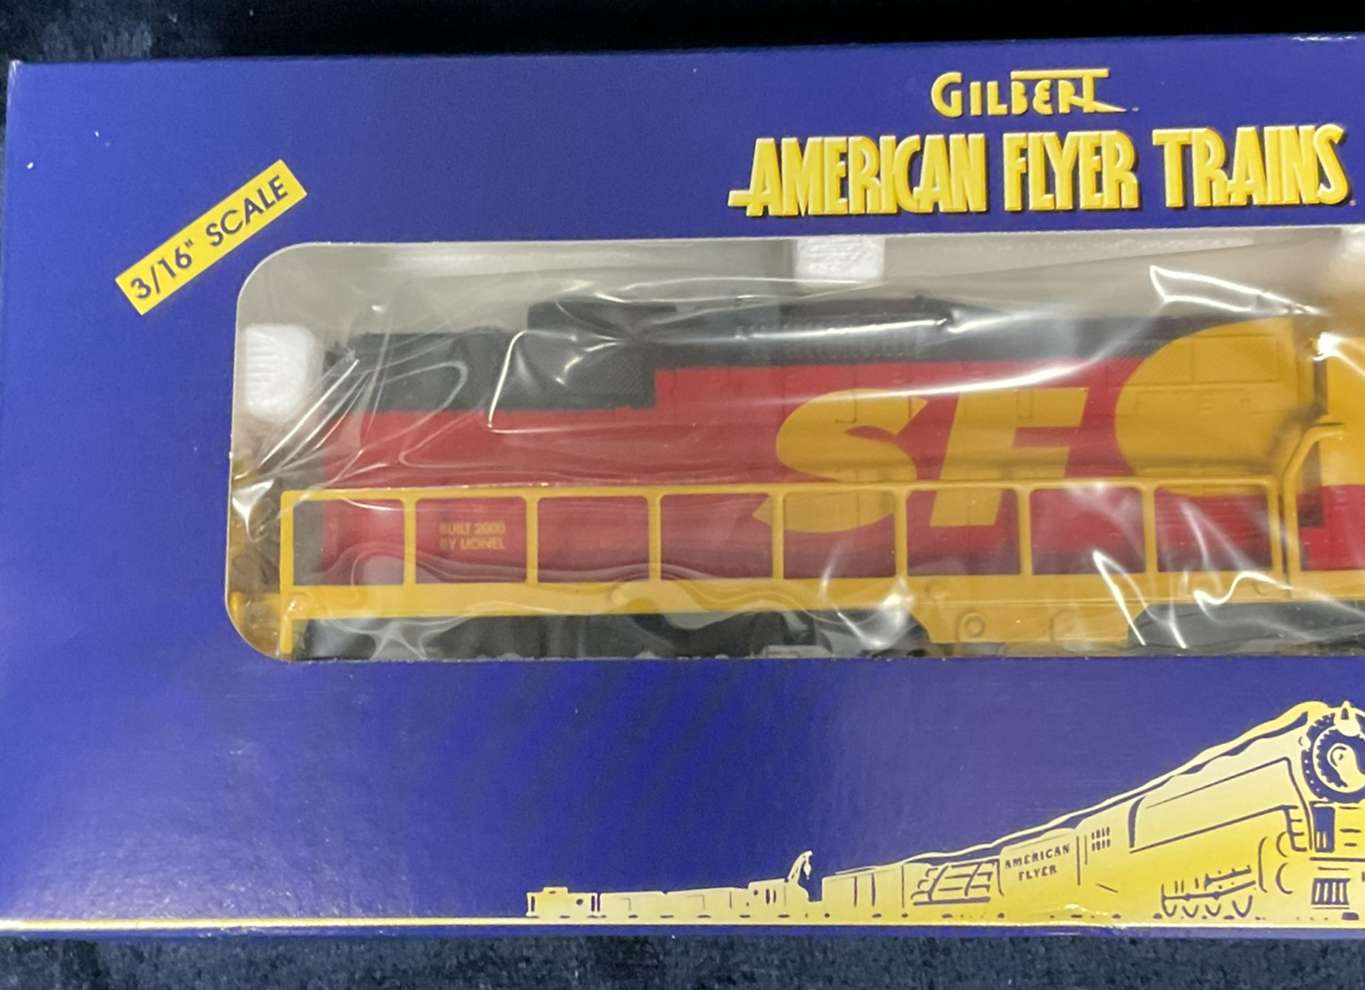 GILBERT
AMERICAN FLYER TRAINS
3/16" SCALE
SF
BUILT 2000
BY LIONEL
AMERICAN
FLYER